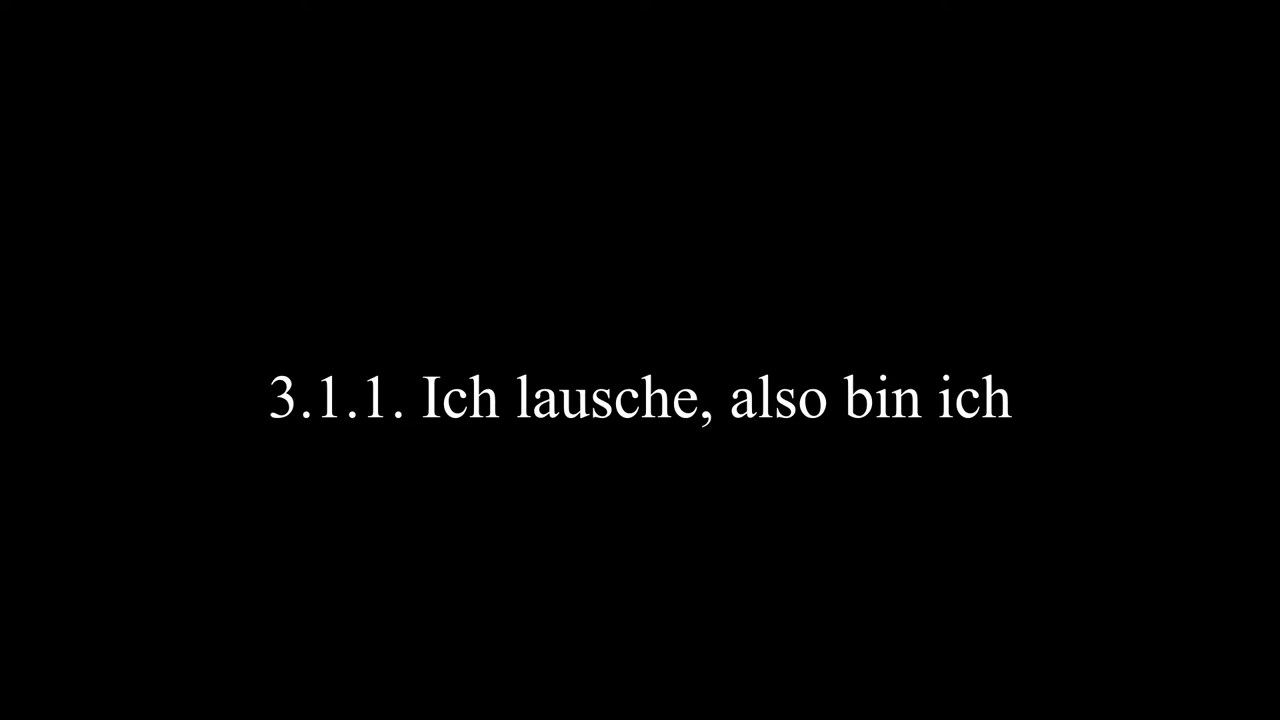 3.1.1. Ich lausche, also bin ich